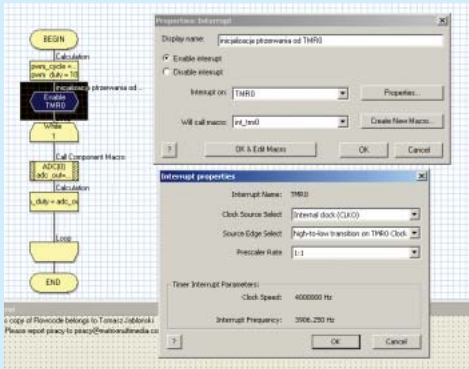 BEGIN
Calculation
pwm_cycle =...
pwm_duty = 10
inicjalizacja przerwania od ...
Enable
TMR0
While
1
Call Component Macro
ADC(0)
adc_out=...
Calculation
_duty = adc_ou
Loop
END
copy of Flowcode belongs to Tomasz Jabłoński
Please report piracy to piracy@matrixmultimedia.co
Properties: Interrupt
Display name:
inicjalizacja przerwania od TMR0
Enable interrupt
Disable interrupt
Interrupt on:
TMR0
Properties...
Will call macro:
int_tmr0
Create New Macro...
?
OK & Edit Macro
OK
Cancel
Interrupt properties
Interrupt Name:
TMR0
Clock Source Select
Internal clock (CLKO)
Source Edge Select
high-to-low transition on TMR0 Clock
Prescaler Rate
1:1
Timer Interrupt Parameters:
Clock Speed:
4000000 Hz
Interrupt Frequency:
3906.250 Hz
?
OK
Cancel